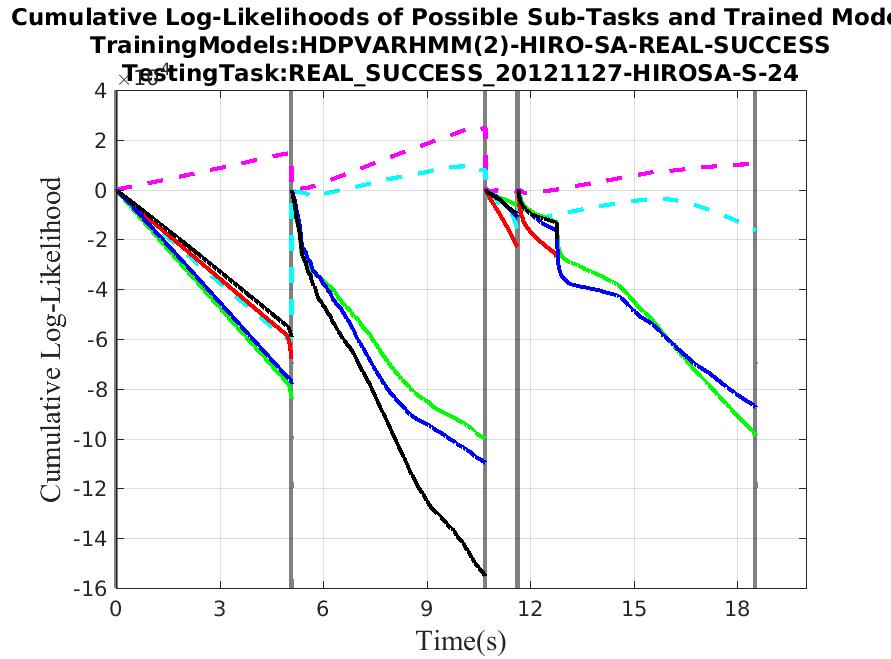 Cumulative Log-Likelihoods of Possible Sub-Tasks and Trained Mode
TrainingModels:HDPVARHMM(2)-HIRO-SA-REAL-SUCCESS
TestingTask:REAL_SUCCESS_20121127-HIROSA-S-24
×10^4
4
2
0
-2
-4
-6
-8
-10
-12
-14
-16
Cumulative Log-Likelihood
0 3 6 9 12 15 18
Time(s)